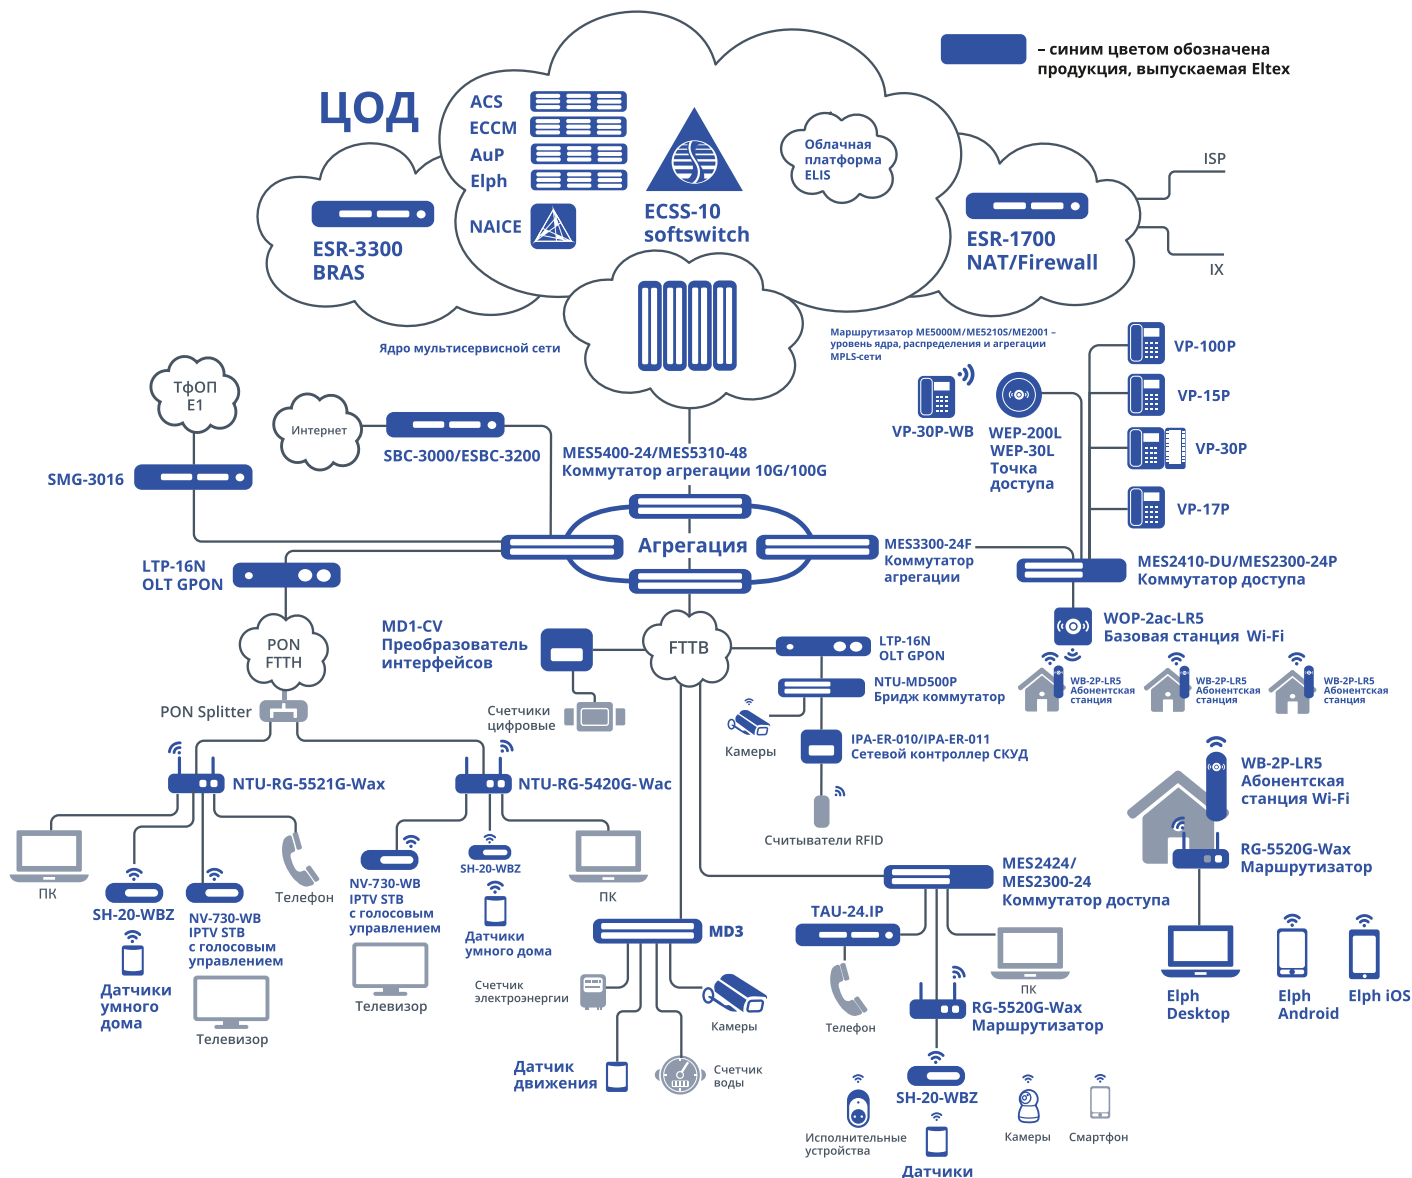 – синим цветом обозначена
продукция, выпускаемая Eltex
ЦОД
ACS
ECCM
AuP
Elph
NAICE
ECSS-10
softswitch
Облачная
платформа
ELIS
ESR-3300
BRAS
ESR-1700
NAT/Firewall
ISP
IX
Ядро мультисервисной сети
Маршрутизатор ME5000M/ME5210S/ME2001 –
уровень ядра, распределения и агрегации
MPLS-сети
ТфОП
E1
Интернет
SBC-3000/ESBC-3200
SMG-3016
MES5400-24/MES5310-48
Коммутатор агрегации 10G/100G
VP-30P-WB
WEP-200L
WEP-30L
Точка
доступа
VP-100P
VP-15P
VP-30P
VP-17P
Агрегация
MES3300-24F
Коммутатор
агрегации
MES2410-DU/MES2300-24P
Коммутатор доступа
LTP-16N
OLT GPON
PON
FTTH
PON Splitter
MD1-CV
Преобразователь
интерфейсов
FTTB
LTP-16N
OLT GPON
NTU-MD500P
Бридж коммутатор
WOP-2ac-LR5
Базовая станция Wi-Fi
WB-2P-LR5
Абонентская
станция
WB-2P-LR5
Абонентская
станция
WB-2P-LR5
Абонентская
станция
Счетчики
цифровые
Камеры
IPA-ER-010/IPA-ER-011
Сетевой контроллер СКУД
Считыватели RFID
WB-2P-LR5
Абонентская
станция Wi-Fi
RG-5520G-Wax
Маршрутизатор
NTU-RG-5521G-Wax
NTU-RG-5420G-Wac
ПК
SH-20-WBZ
Датчики
умного
дома
NV-730-WB
IPTV STB
с голосовым
управлением
Телевизор
Телефон
NV-730-WB
IPTV STB
с голосовым
управлением
Телевизор
SH-20-WBZ
Датчики
умного дома
ПК
MD3
Счетчик
электроэнергии
Камеры
Датчик
движения
Счетчик
воды
MES2424/
MES2300-24
Коммутатор доступа
TAU-24.IP
Телефон
ПК
RG-5520G-Wax
Маршрутизатор
SH-20-WBZ
Исполнительные
устройства
Датчики
Камеры
Смартфон
Elph
Desktop
Elph
Android
Elph iOS